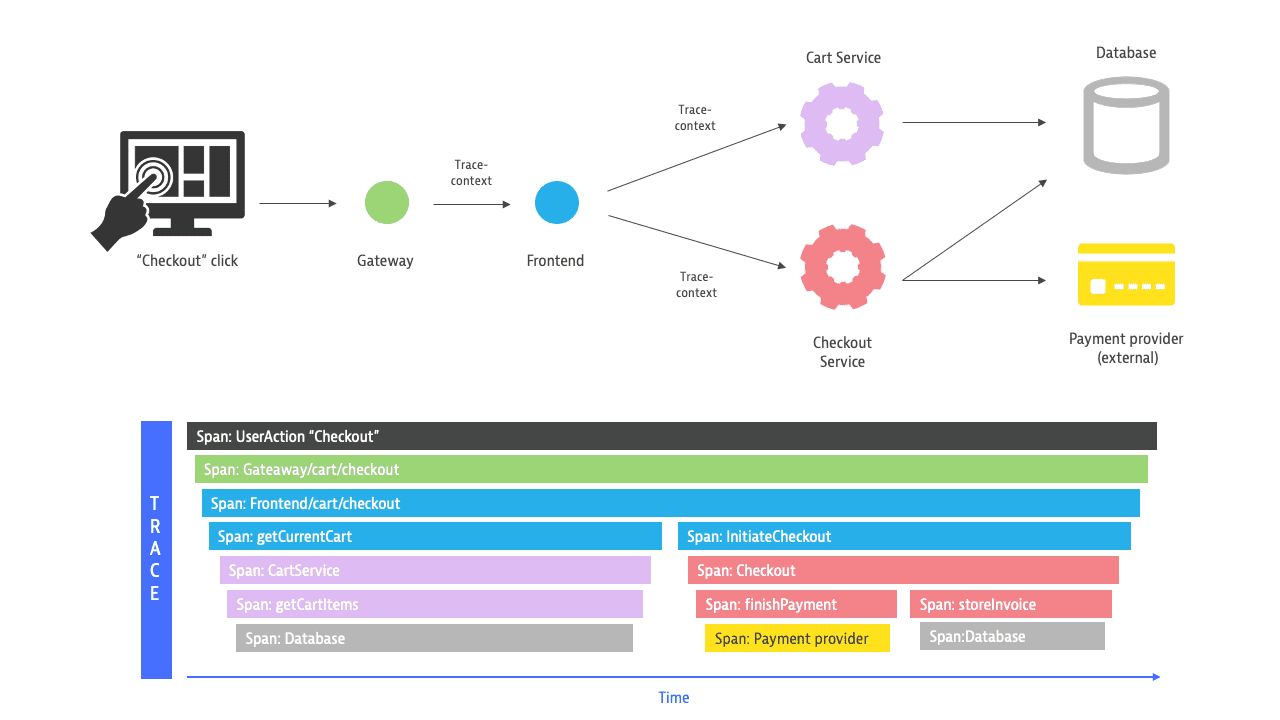 Cart Service
Database
Trace-
context
Trace-
context
"Checkout" click
Gateway
Frontend
Trace-
context
Checkout
Service
Payment provider
(external)
TRACE
Span: UserAction "Checkout"
Span: Gateaway/cart/checkout
Span: Frontend/cart/checkout
Span: getCurrentCart
Span: InitiateCheckout
Span: CartService
Span: Checkout
Span: getCartItems
Span: finishPayment
Span: storeInvoice
Span: Database
Span: Payment provider
Span:Database
Time